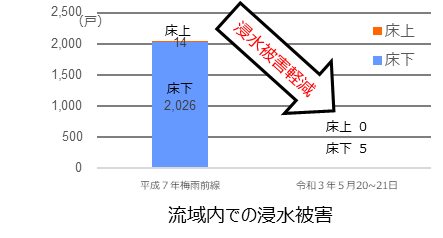 2,500
(戸)
2,000
1,500
1,000
500
0
床上
14
床下
2,026
浸水被害軽減
床上
床下
床上 0
床下 5
平成７年梅雨前線
令和３年５月20~21日
流域内での浸水被害